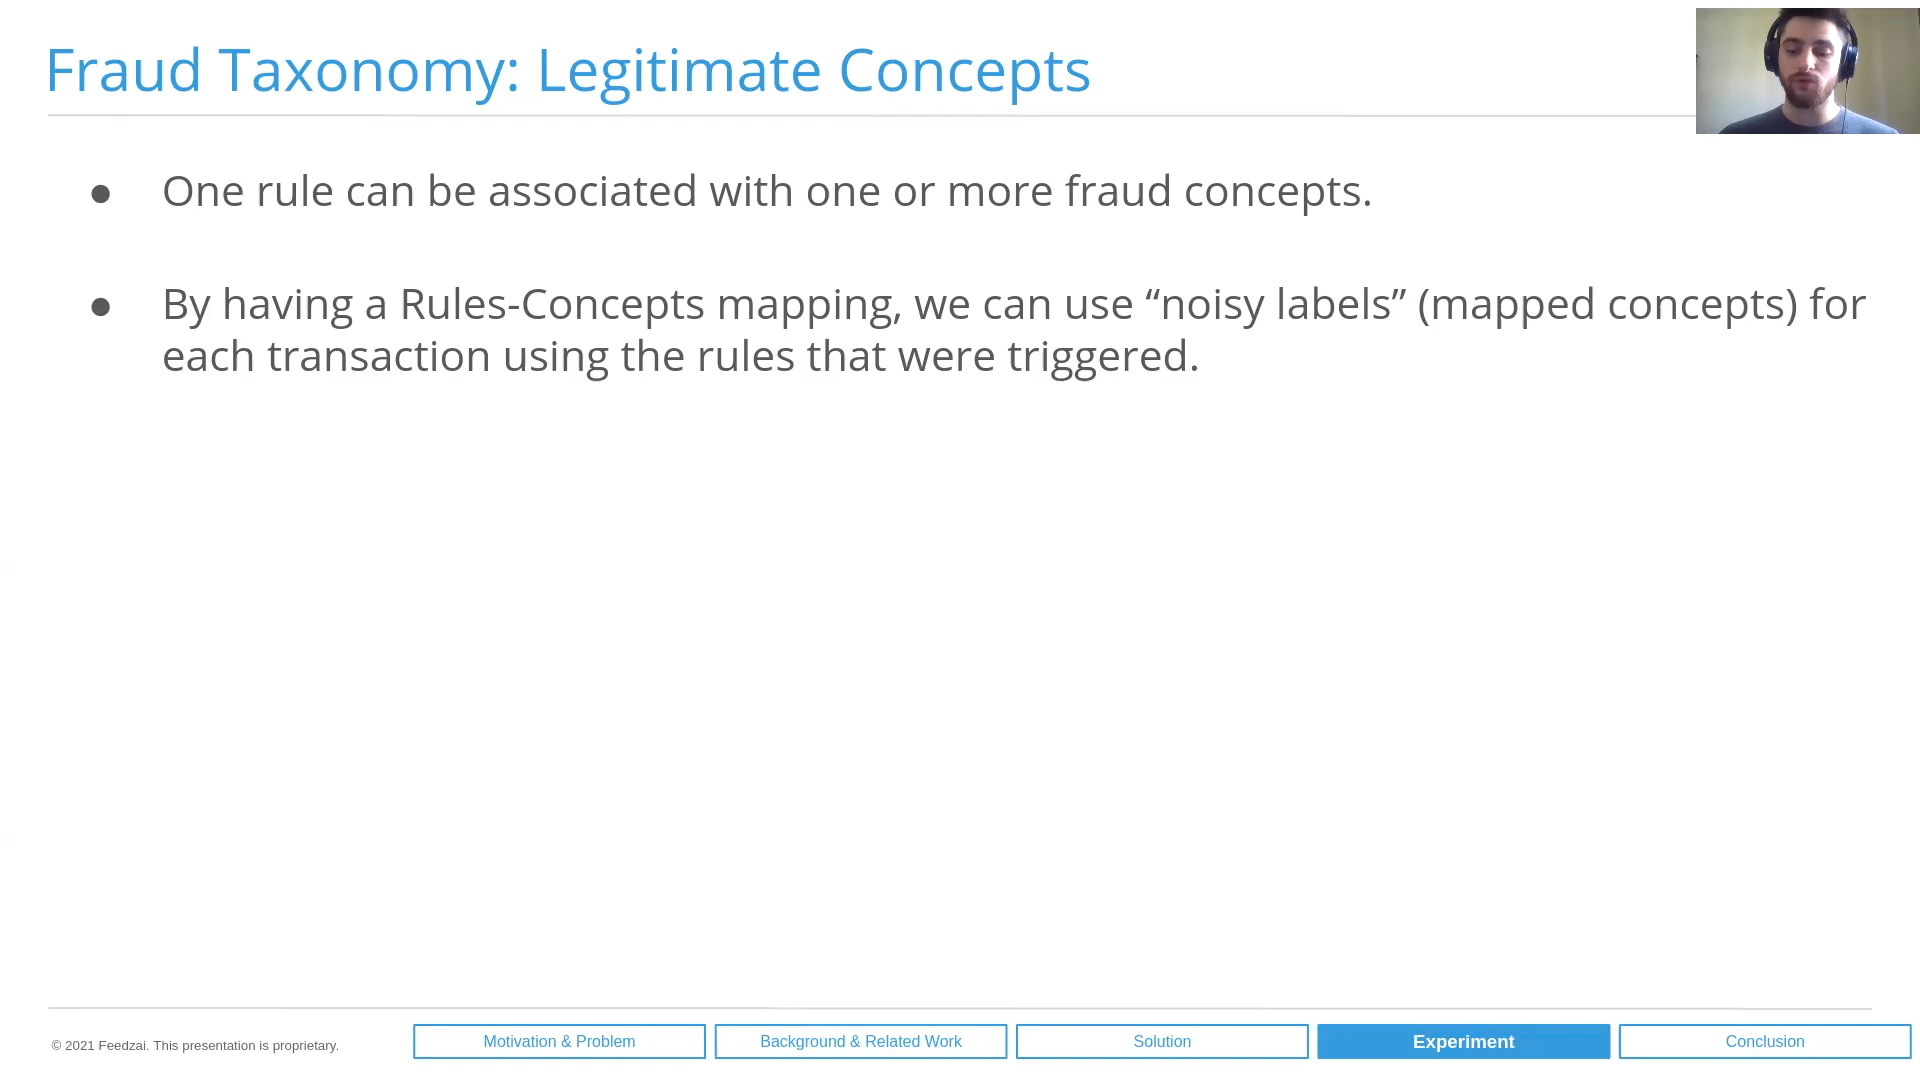 Fraud Taxonomy: Legitimate Concepts
● One rule can be associated with one or more fraud concepts.
● By having a Rules-Concepts mapping, we can use “noisy labels” (mapped concepts) for
each transaction using the rules that were triggered.
© 2021 Feedzai. This presentation is proprietary.
Motivation & Problem
Background & Related Work
Solution
Experiment
Conclusion